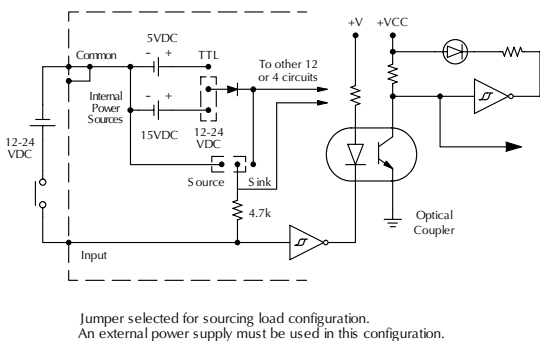 5VDC
TTL
+V
+VCC
- +
Common
To other 12
or 4 circuits
Internal
Power
Sources
- +
12-24
VDC
15VDC
12-24
VDC
Source
Sink
4.7k
Optical
Coupler
Input
Jumper selected for sourcing load configuration.
An external power supply must be used in this configuration.